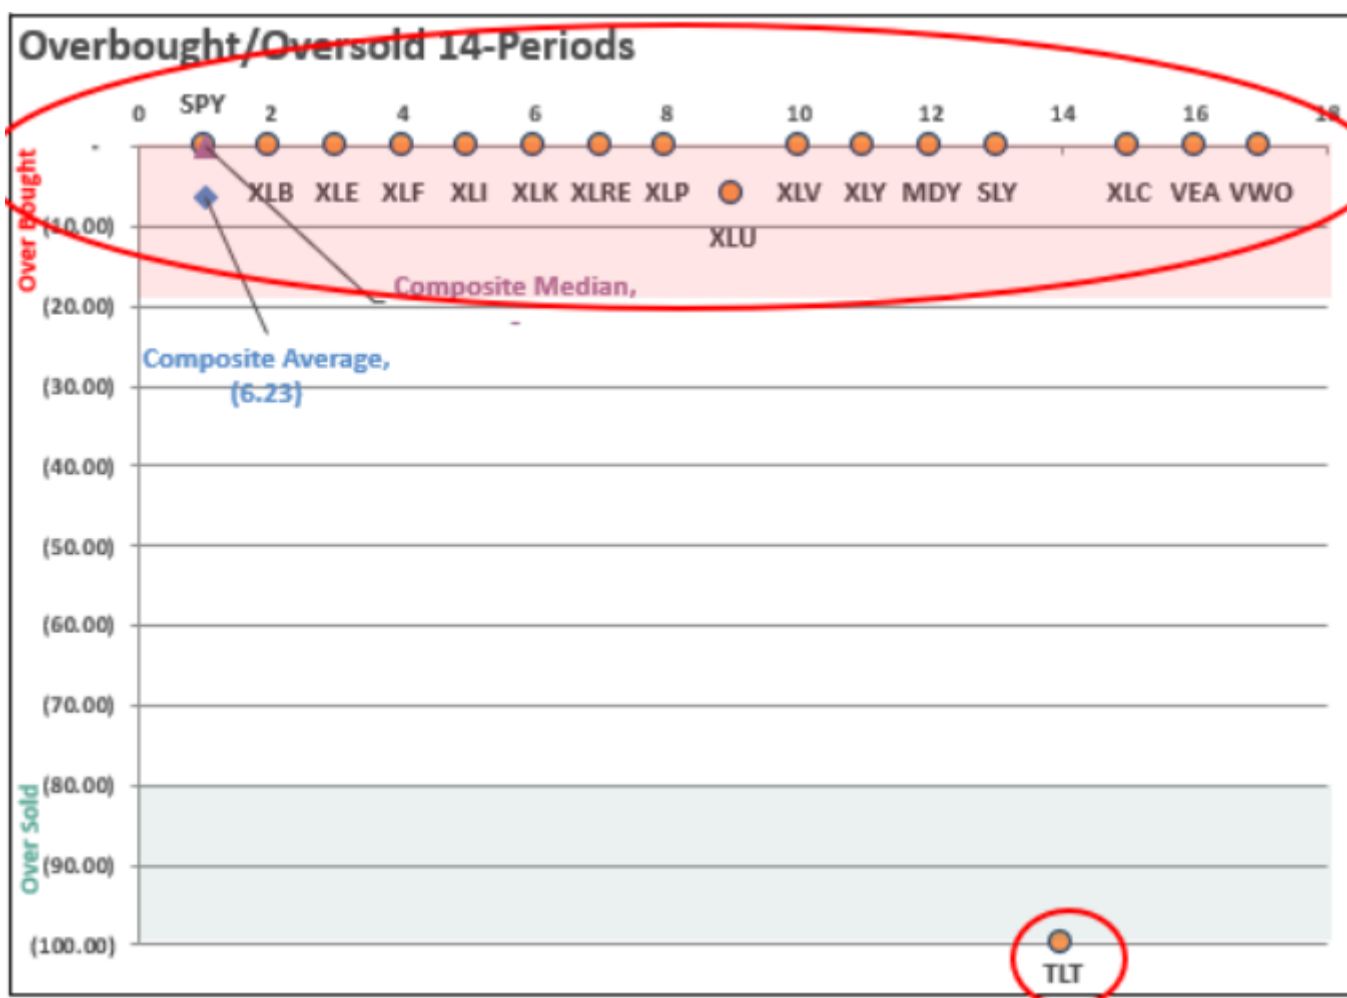 Overbought/Oversold 14-Periods
0 SPY 2 4 6 8 10 12 14 16 18
-
XLB XLE XLF XLI XLK XLRE XLP XLV XLY MDY SLY XLC VEA VWO
XLU
Over Bought
(10.00)
Composite Median,
-
(20.00)
Composite Average,
(6.23)
(30.00)
(40.00)
(50.00)
(60.00)
(70.00)
(80.00)
Over Sold
(90.00)
(100.00)
TLT